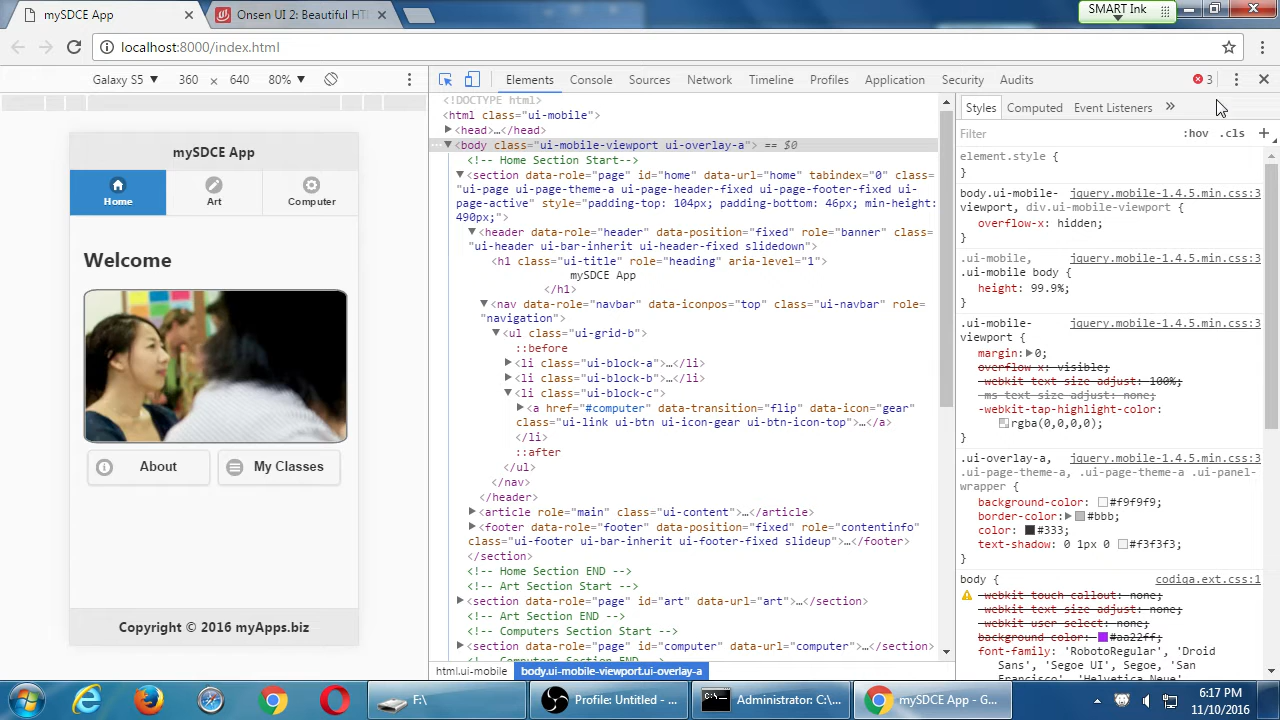 mySDCE App
Onsen UI 2: Beautiful HT
SMART Ink
localhost:8000/index.html
Galaxy S5 ▼ 360 × 640 80% ▼
Elements Console Sources Network Timeline Profiles Application Security Audits 3
mySDCE App
Home Art Computer
Welcome
About My Classes
Copyright © 2016 myApps.biz
<!DOCTYPE html>
<html class="ui-mobile">
<head>…</head>
<body class="ui-mobile-viewport ui-overlay-a"> == $0
<!-- Home Section Start-->
<section data-role="page" id="home" data-url="home" tabindex="0" class=
"ui-page ui-page-theme-a ui-page-header-fixed ui-page-footer-fixed ui-
page-active" style="padding-top: 104px; padding-bottom: 46px; min-height:
490px;">
<header data-role="header" data-position="fixed" role="banner" class=
"ui-header ui-bar-inherit ui-header-fixed slidedown">
<h1 class="ui-title" role="heading" aria-level="1">
mySDCE App
</h1>
<nav data-role="navbar" data-iconpos="top" class="ui-navbar" role=
"navigation">
<ul class="ui-grid-b">
::before
<li class="ui-block-a">…</li>
<li class="ui-block-b">…</li>
<li class="ui-block-c">
<a href="#computer" data-transition="flip" data-icon="gear"
class="ui-link ui-btn ui-icon-gear ui-btn-icon-top">…</a>
</li>
::after
</ul>
</nav>
</header>
<article role="main" class="ui-content">…</article>
<footer data-role="footer" data-position="fixed" role="contentinfo"
class="ui-footer ui-bar-inherit ui-footer-fixed slideup">…</footer>
</section>
<!-- Home Section END -->
<!-- Art Section Start -->
<section data-role="page" id="art" data-url="art">…</section>
<!-- Art Section END -->
<!-- Computers Section Start -->
<section data-role="page" id="computer" data-url="computer">…</section>
<!-- Computers Section END -->
html.ui-mobile body.ui-mobile-viewport.ui-overlay-a
Styles Computed Event Listeners »
Filter :hov .cls +
element.style {
}
body.ui-mobile- jquery.mobile-1.4.5.min.css:3
viewport, div.ui-mobile-viewport {
overflow-x: hidden;
}
.ui-mobile, jquery.mobile-1.4.5.min.css:3
.ui-mobile body {
height: 99.9%;
}
.ui-mobile- jquery.mobile-1.4.5.min.css:3
viewport {
margin: 0;
overflow-x: visible;
-webkit-text-size-adjust: 100%;
-ms-text-size-adjust: none;
-webkit-tap-highlight-color:
rgba(0,0,0,0);
}
.ui-overlay-a, jquery.mobile-1.4.5.min.css:3
.ui-page-theme-a, .ui-page-theme-a .ui-panel-
wrapper {
background-color: #f9f9f9;
border-color: #bbb;
color: #333;
text-shadow: 0 1px 0 #f3f3f3;
}
body { codiqa.ext.css:1
-webkit-touch-callout: none;
-webkit-text-size-adjust: none;
-webkit-user-select: none;
background-color: #aa22ff;
font-family: 'RobotoRegular', 'Droid
Sans', 'Segoe UI', Segoe, 'San
Francisco', 'Helvetica Neue',
F:\
Profile: Untitled - ...
Administrator: C:\...
mySDCE App - G...
6:17 PM
11/10/2016